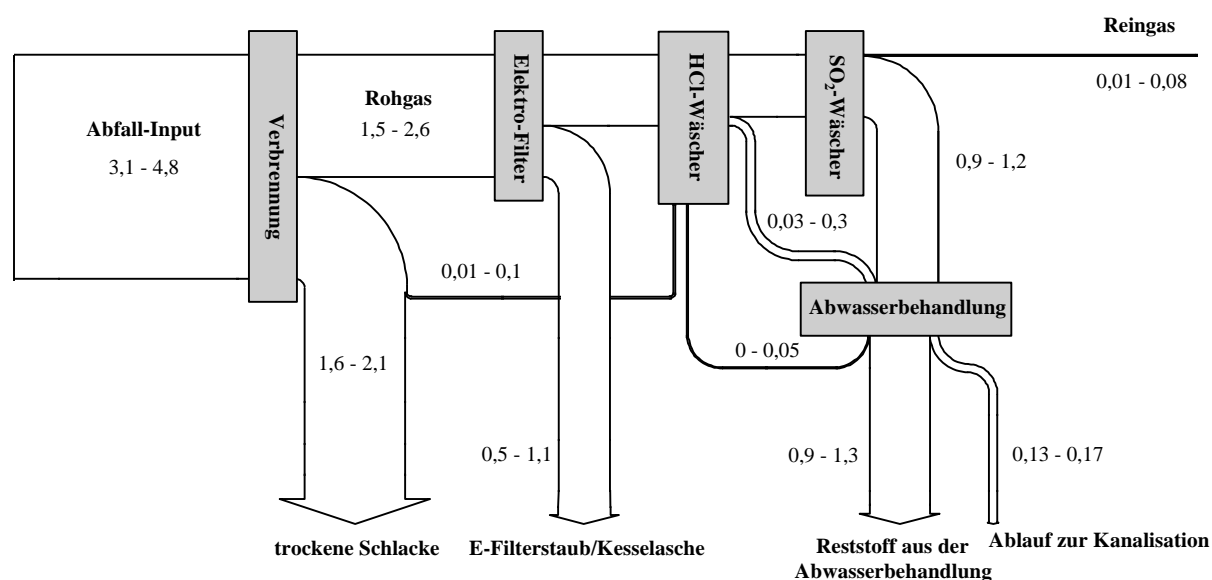 Reingas
0,01 - 0,08
Abfall-Input
3,1 - 4,8
Verbrennung
Rohgas
1,5 - 2,6
Elektro-Filter
HCl-Wäscher
SO₂-Wäscher
0,9 - 1,2
0,03 - 0,3
0,01 - 0,1
Abwasserbehandlung
1,6 - 2,1
0 - 0,05
0,5 - 1,1
0,9 - 1,3
0,13 - 0,17
trockene Schlacke
E-Filterstaub/Kesselasche
Reststoff aus der
Abwasserbehandlung
Ablauf zur Kanalisation